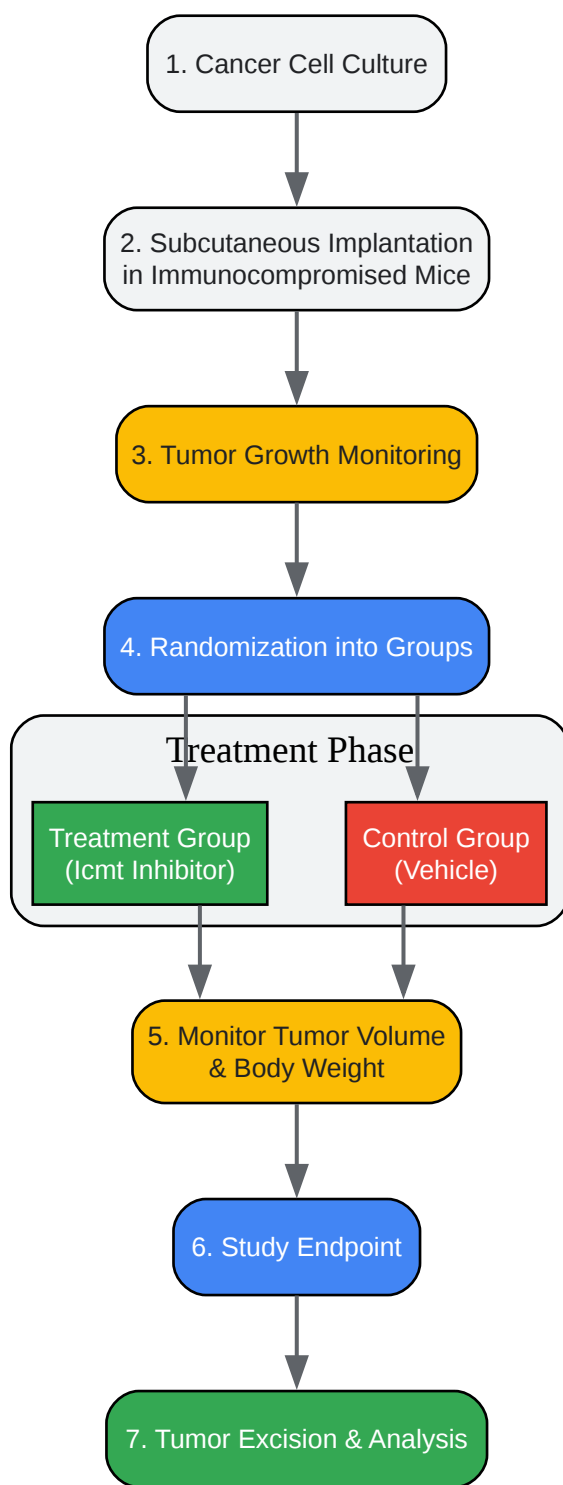 1. Cancer Cell Culture
2. Subcutaneous Implantation
in Immunocompromised Mice
3. Tumor Growth Monitoring
4. Randomization into Groups
Treatment Phase
Treatment Group
(Icmt Inhibitor)
Control Group
(Vehicle)
5. Monitor Tumor Volume
& Body Weight
6. Study Endpoint
7. Tumor Excision & Analysis